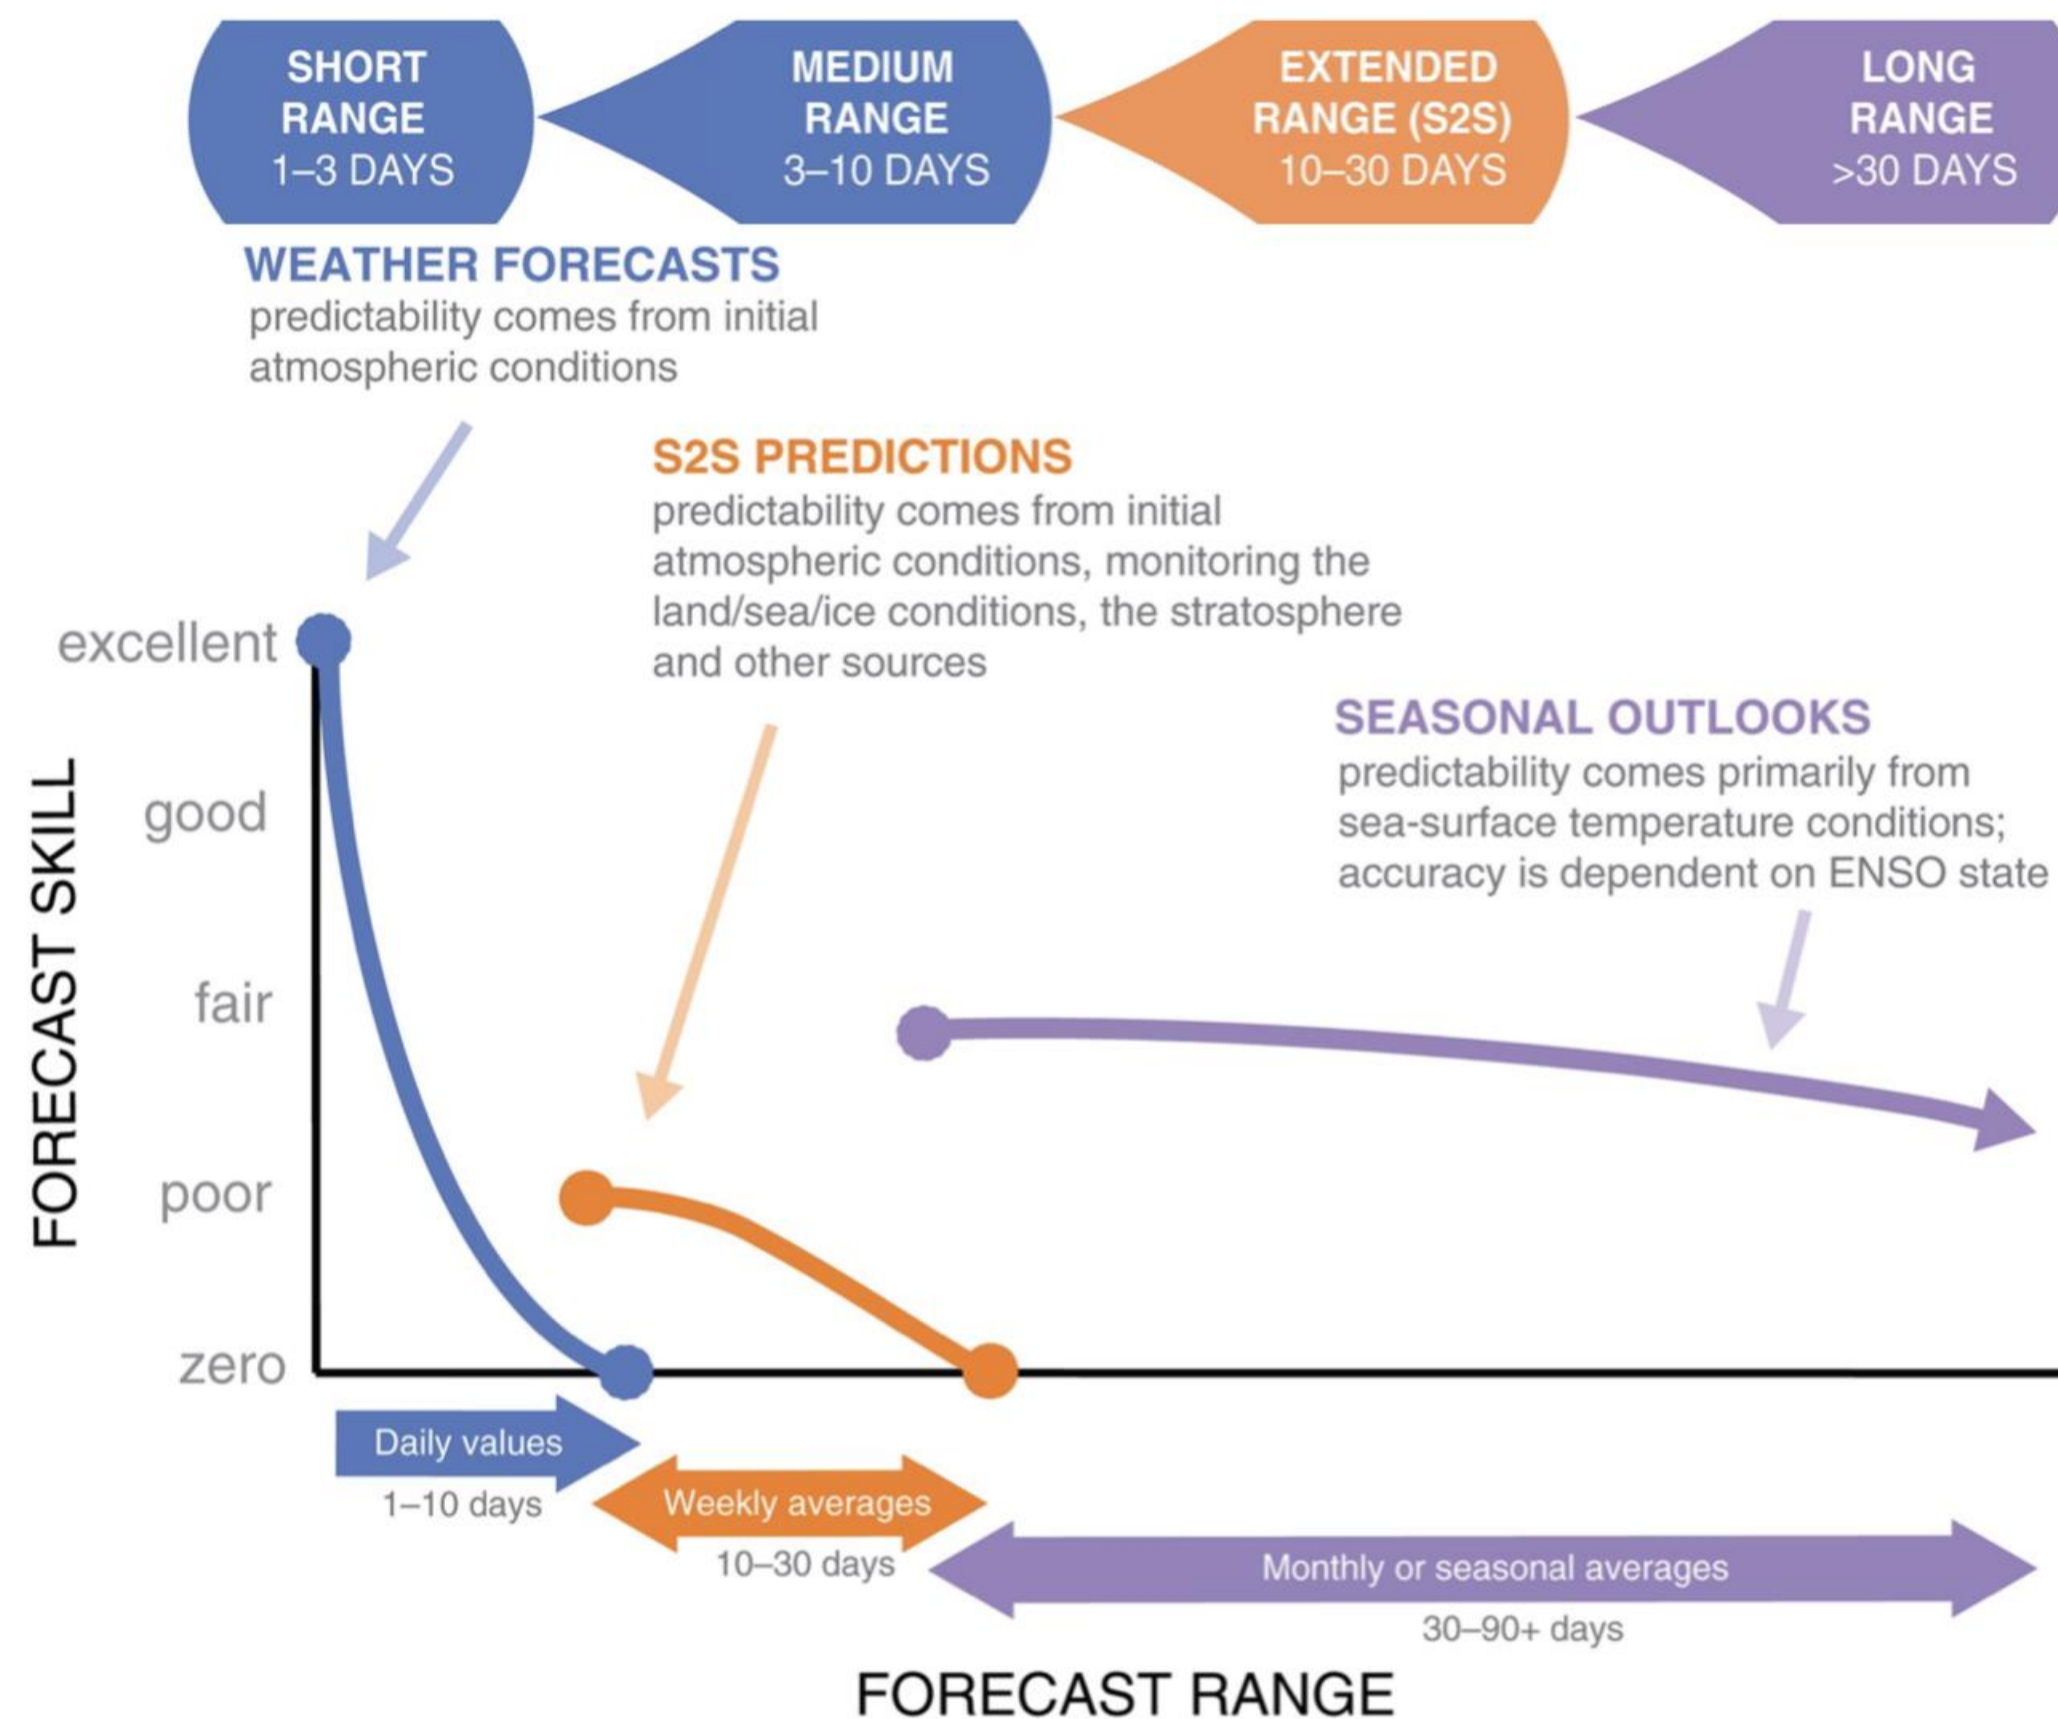 SHORT
RANGE
1–3 DAYS
MEDIUM
RANGE
3–10 DAYS
EXTENDED
RANGE (S2S)
10–30 DAYS
LONG
RANGE
>30 DAYS
WEATHER FORECASTS
predictability comes from initial
atmospheric conditions
S2S PREDICTIONS
predictability comes from initial
atmospheric conditions, monitoring the
land/sea/ice conditions, the stratosphere
and other sources
SEASONAL OUTLOOKS
predictability comes primarily from
sea-surface temperature conditions;
accuracy is dependent on ENSO state
FORECAST SKILL
excellent
good
fair
poor
zero
Daily values
1–10 days
Weekly averages
10–30 days
Monthly or seasonal averages
30–90+ days
FORECAST RANGE